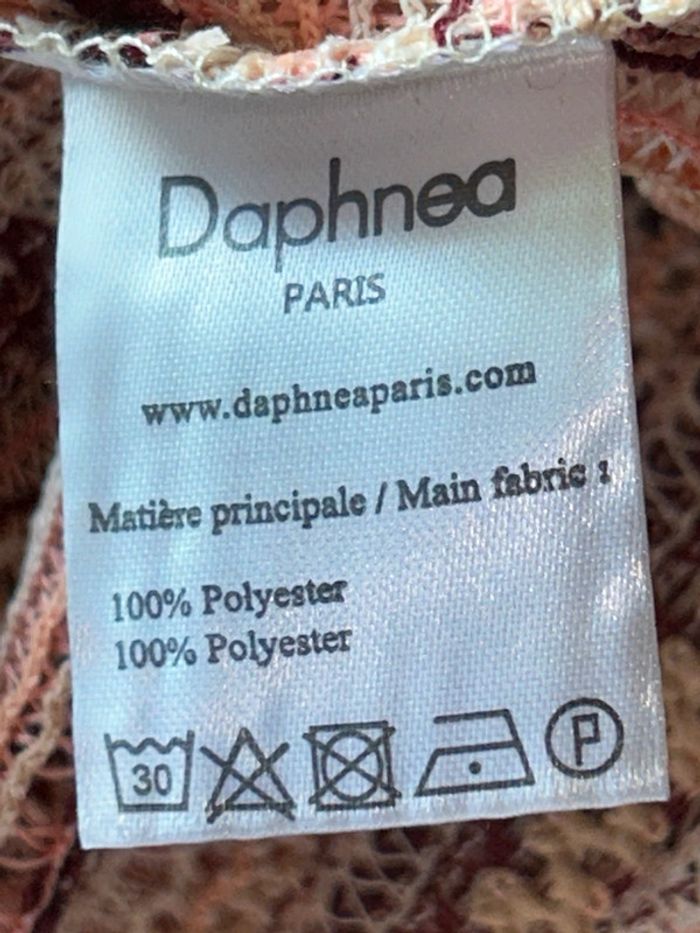 Daphnea
PARIS
www.daphneaparis.com
Matière principale / Main fabric :
100% Polyester
100% Polyester
30 P